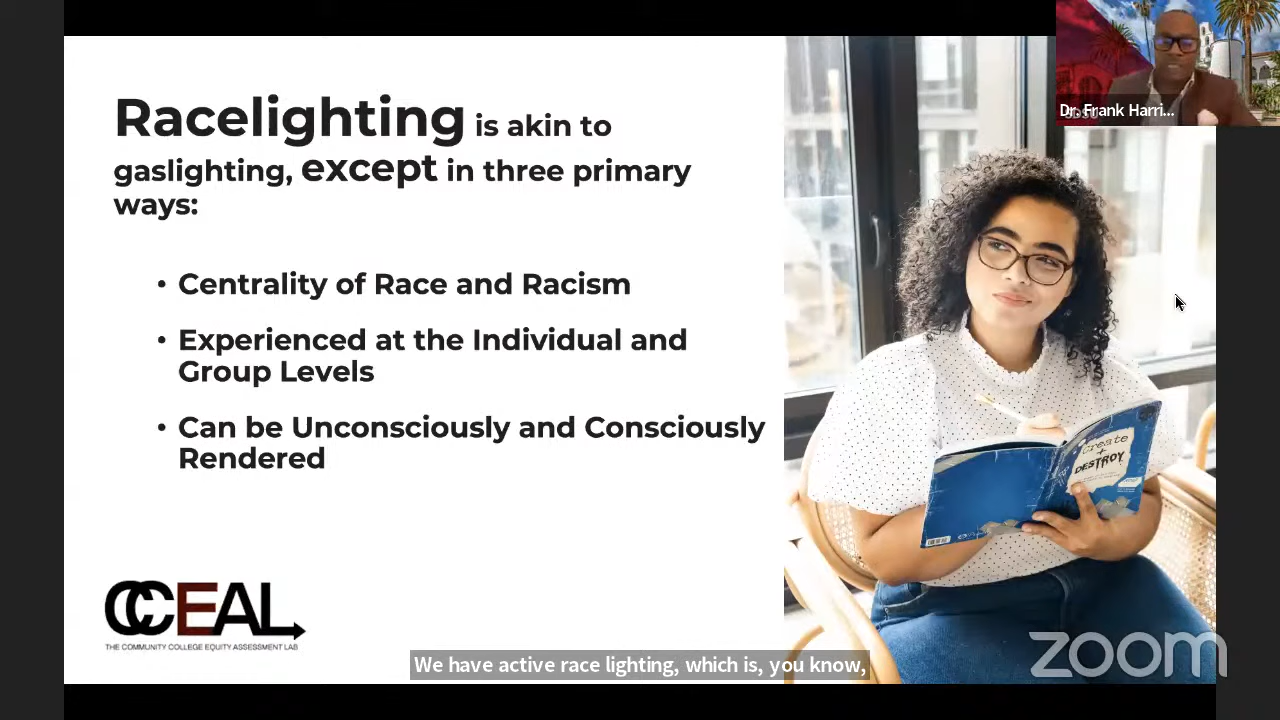 Dr. Frank Harri...
Racelighting is akin to
gaslighting, except in three primary
ways:
• Centrality of Race and Racism
• Experienced at the Individual and
Group Levels
• Can be Unconsciously and Consciously
Rendered
Create
+
DESTROY
CCEAL
THE COMMUNITY COLLEGE EQUITY ASSESSMENT LAB
We have active race lighting, which is, you know,
zoom